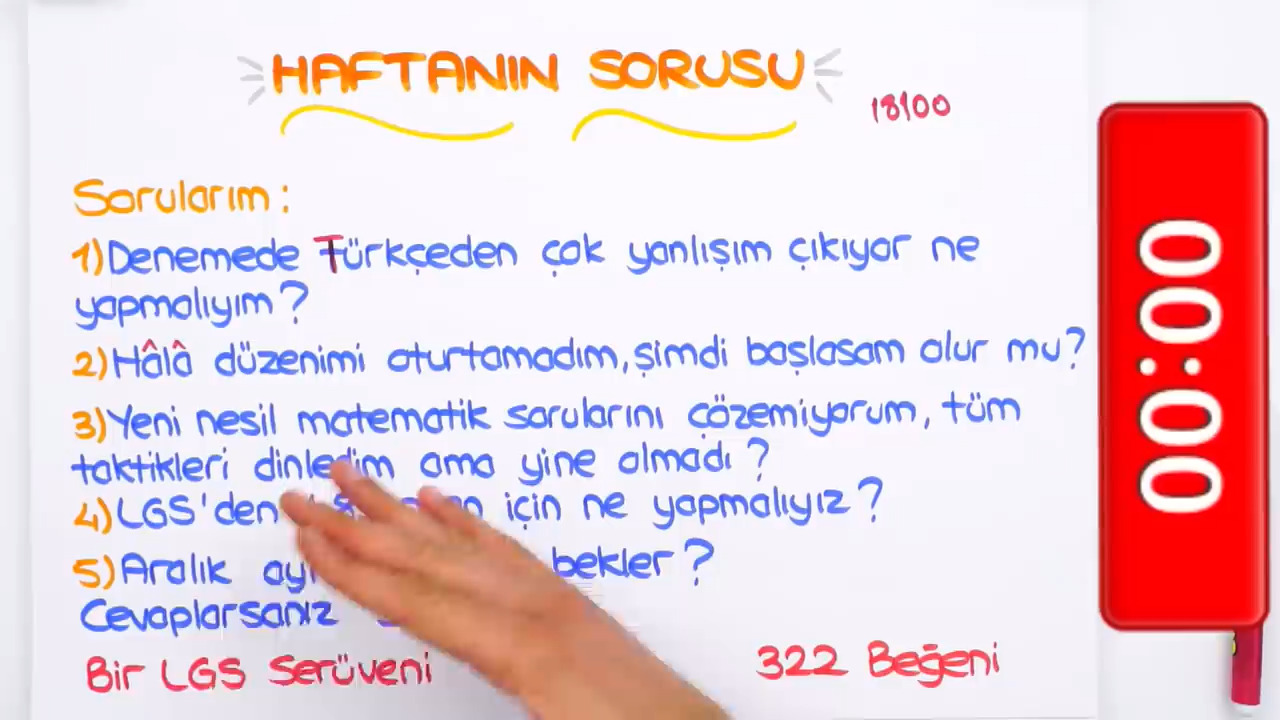 HAFTANIN SORUSU
18100
Sorularım:
1) Denemede Türkçeden çok yanlışım çıkıyor ne
yapmalıyım?
2) Hâlâ düzenimi oturtamadım, şimdi başlasam olur mu?
3) Yeni nesil matematik sorularını çözemiyorum, tüm
taktikleri dinledim ama yine olmadı?
4) LGS'den için ne yapmalıyız?
5) Aralık bekler?
Cevaplarsanız
Bir LGS Serüveni
322 Beğeni
00:00